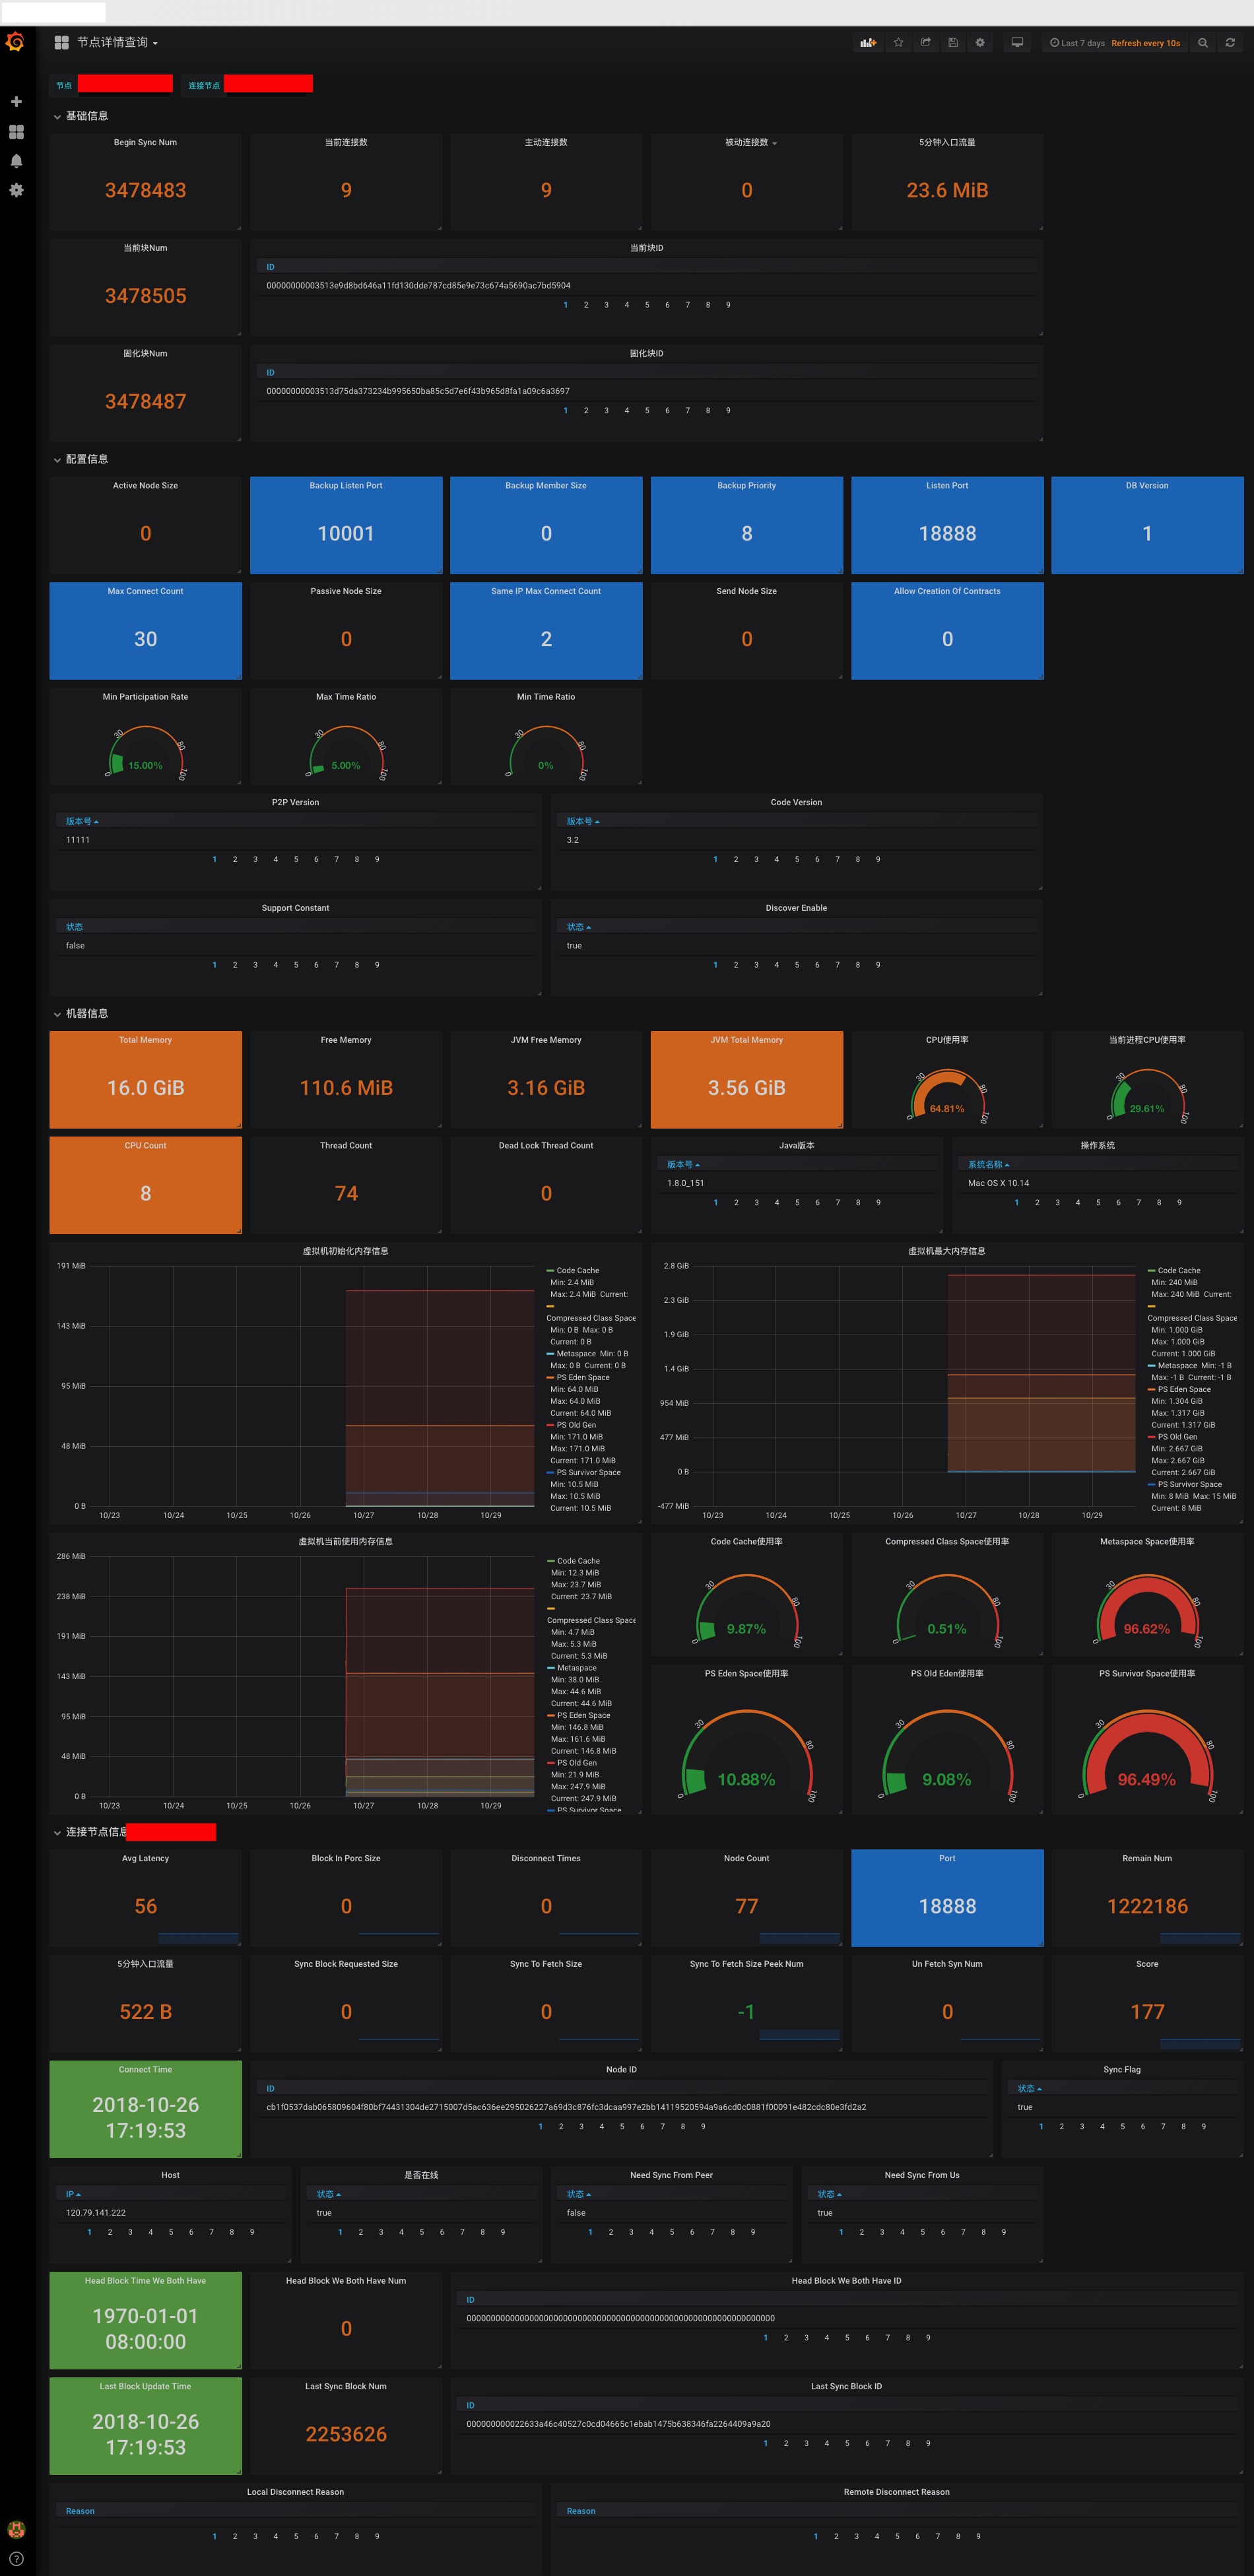 节点详情查询
Last 7 days Refresh every 10s
节点
连接节点
基础信息
Begin Sync Num
3478483
当前连接数
9
主动连接数
9
被动连接数
0
5分钟入口流量
23.6 MiB
当前块Num
3478505
当前块ID
ID
00000000003513e9d8bd646a11fd130dde787cd85e9e73c674a5690ac7bd5904
1 2 3 4 5 6 7 8 9
固化块Num
3478487
固化块ID
ID
00000000003513d75da373234b995650ba85c5d7e6f43b965d8fa1a09c6a3697
1 2 3 4 5 6 7 8 9
配置信息
Active Node Size
0
Backup Listen Port
10001
Backup Member Size
0
Backup Priority
8
Listen Port
18888
DB Version
1
Max Connect Count
30
Passive Node Size
0
Same IP Max Connect Count
2
Send Node Size
0
Allow Creation Of Contracts
0
Min Participation Rate
0 30 80 100
15.00%
Max Time Ratio
0 30 80 100
5.00%
Min Time Ratio
0 30 80 100
0%
P2P Version
版本号
11111
1 2 3 4 5 6 7 8 9
Code Version
版本号
3.2
1 2 3 4 5 6 7 8 9
Support Constant
状态
false
1 2 3 4 5 6 7 8 9
Discover Enable
状态
true
1 2 3 4 5 6 7 8 9
机器信息
Total Memory
16.0 GiB
Free Memory
110.6 MiB
JVM Free Memory
3.16 GiB
JVM Total Memory
3.56 GiB
CPU使用率
0 30 80 100
64.81%
当前进程CPU使用率
0 30 80 100
29.61%
CPU Count
8
Thread Count
74
Dead Lock Thread Count
0
Java版本
版本号
1.8.0_151
1 2 3 4 5 6 7 8 9
操作系统
系统名称
Mac OS X 10.14
1 2 3 4 5 6 7 8 9
虚拟机初始化内存信息
191 MiB
143 MiB
95 MiB
48 MiB
0 B
10/23 10/24 10/25 10/26 10/27 10/28 10/29
Code Cache
Min: 2.4 MiB
Max: 2.4 MiB Current:
Compressed Class Space
Min: 0 B Max: 0 B
Current: 0 B
Metaspace Min: 0 B
Max: 0 B Current: 0 B
PS Eden Space
Min: 64.0 MiB
Max: 64.0 MiB
Current: 64.0 MiB
PS Old Gen
Min: 171.0 MiB
Max: 171.0 MiB
Current: 171.0 MiB
PS Survivor Space
Min: 10.5 MiB
Max: 10.5 MiB
Current: 10.5 MiB
虚拟机最大内存信息
2.8 GiB
2.3 GiB
1.9 GiB
1.4 GiB
954 MiB
477 MiB
0 B
-477 MiB
10/23 10/24 10/25 10/26 10/27 10/28 10/29
Code Cache
Min: 240 MiB
Max: 240 MiB Current:
Compressed Class Space
Min: 1.000 GiB
Max: 1.000 GiB
Current: 1.000 GiB
Metaspace Min: -1 B
Max: -1 B Current: -1 B
PS Eden Space
Min: 1.304 GiB
Max: 1.317 GiB
Current: 1.317 GiB
PS Old Gen
Min: 2.667 GiB
Max: 2.667 GiB
Current: 2.667 GiB
PS Survivor Space
Min: 8 MiB Max: 15 MiB
Current: 8 MiB
虚拟机当前使用内存信息
286 MiB
238 MiB
191 MiB
143 MiB
95 MiB
48 MiB
0 B
10/23 10/24 10/25 10/26 10/27 10/28 10/29
Code Cache
Min: 12.3 MiB
Max: 23.7 MiB
Current: 23.7 MiB
Compressed Class Space
Min: 4.7 MiB
Max: 5.3 MiB
Current: 5.3 MiB
Metaspace
Min: 38.0 MiB
Max: 44.6 MiB
Current: 44.6 MiB
PS Eden Space
Min: 146.8 MiB
Max: 161.6 MiB
Current: 146.8 MiB
PS Old Gen
Min: 21.9 MiB
Max: 247.9 MiB
Current: 247.9 MiB
PS Survivor Space
Code Cache使用率
0 30 80 100
9.87%
Compressed Class Space使用率
0 30 80 100
0.51%
Metaspace Space使用率
0 30 80 100
96.62%
PS Eden Space使用率
0 30 80 100
10.88%
PS Old Eden使用率
0 30 80 100
9.08%
PS Survivor Space使用率
0 30 80 100
96.49%
连接节点信息
Avg Latency
56
Block In Porc Size
0
Disconnect Times
0
Node Count
77
Port
18888
Remain Num
1222186
5分钟入口流量
522 B
Sync Block Requested Size
0
Sync To Fetch Size
0
Sync To Fetch Size Peek Num
-1
Un Fetch Syn Num
0
Score
177
Connect Time
2018-10-26
17:19:53
Node ID
ID
cb1f0537dab065809604f80bf74431304de2715007d5ac636ee295026227a69d3c876fc3dcaa997e2bb14119520594a9a6cd0c0881f00091e482cdc80e3fd2a2
1 2 3 4 5 6 7 8 9
Sync Flag
状态
true
1 2 3 4 5 6 7 8 9
Host
IP
120.79.141.222
1 2 3 4 5 6 7 8 9
是否在线
状态
true
1 2 3 4 5 6 7 8 9
Need Sync From Peer
状态
false
1 2 3 4 5 6 7 8 9
Need Sync From Us
状态
true
1 2 3 4 5 6 7 8 9
Head Block Time We Both Have
1970-01-01
08:00:00
Head Block We Both Have Num
0
Head Block We Both Have ID
ID
0000000000000000000000000000000000000000000000000000000000000000
1 2 3 4 5 6 7 8 9
Last Block Update Time
2018-10-26
17:19:53
Last Sync Block Num
2253626
Last Sync Block ID
ID
000000000022633a46c40527c0cd04665c1ebab1475b638346fa2264409a9a20
1 2 3 4 5 6 7 8 9
Local Disconnect Reason
Reason
1 2 3 4 5 6 7 8 9
Remote Disconnect Reason
Reason
1 2 3 4 5 6 7 8 9